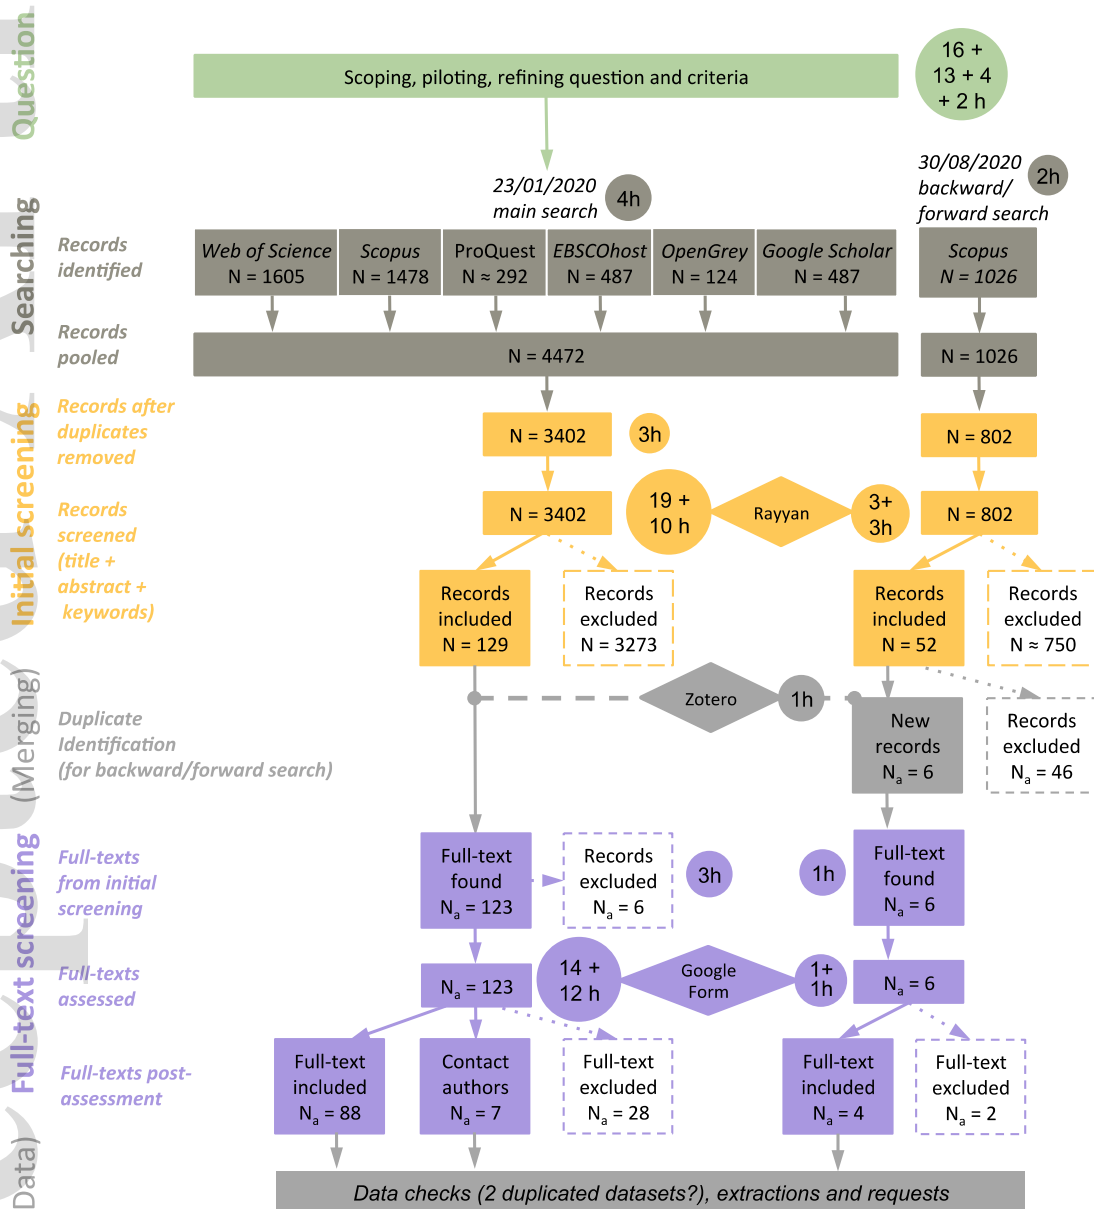 Question
Scoping, piloting, refining question and criteria
16 +
13 + 4
+ 2 h
Searching
23/01/2020
main search
4h
30/08/2020
backward/
forward search
2h
Records
identified
Web of Science
N = 1605
Scopus
N = 1478
ProQuest
N ≈ 292
EBSCOhost
N = 487
OpenGrey
N = 124
Google Scholar
N = 487
Scopus
N = 1026
Records
pooled
N = 4472
N = 1026
Initial screening
Records after
duplicates
removed
N = 3402
3h
N = 802
Records
screened
(title +
abstract +
keywords)
N = 3402
19 +
10 h
Rayyan
3+
3h
N = 802
Records
included
N = 129
Records
excluded
N = 3273
Records
included
N = 52
Records
excluded
N ≈ 750
(Merging)
Duplicate
Identification
(for backward/forward search)
Zotero
1h
New
records
Na = 6
Records
excluded
Na = 46
Full-text screening
Full-texts
from initial
screening
Full-text
found
Na = 123
Records
excluded
Na = 6
3h
1h
Full-text
found
Na = 6
Full-texts
assessed
Na = 123
14 +
12 h
Google
Form
1+
1h
Na = 6
Full-texts post-
assessment
Full-text
included
Na = 88
Contact
authors
Na = 7
Full-text
excluded
Na = 28
Full-text
included
Na = 4
Full-text
excluded
Na = 2
Data)
Data checks (2 duplicated datasets?), extractions and requests